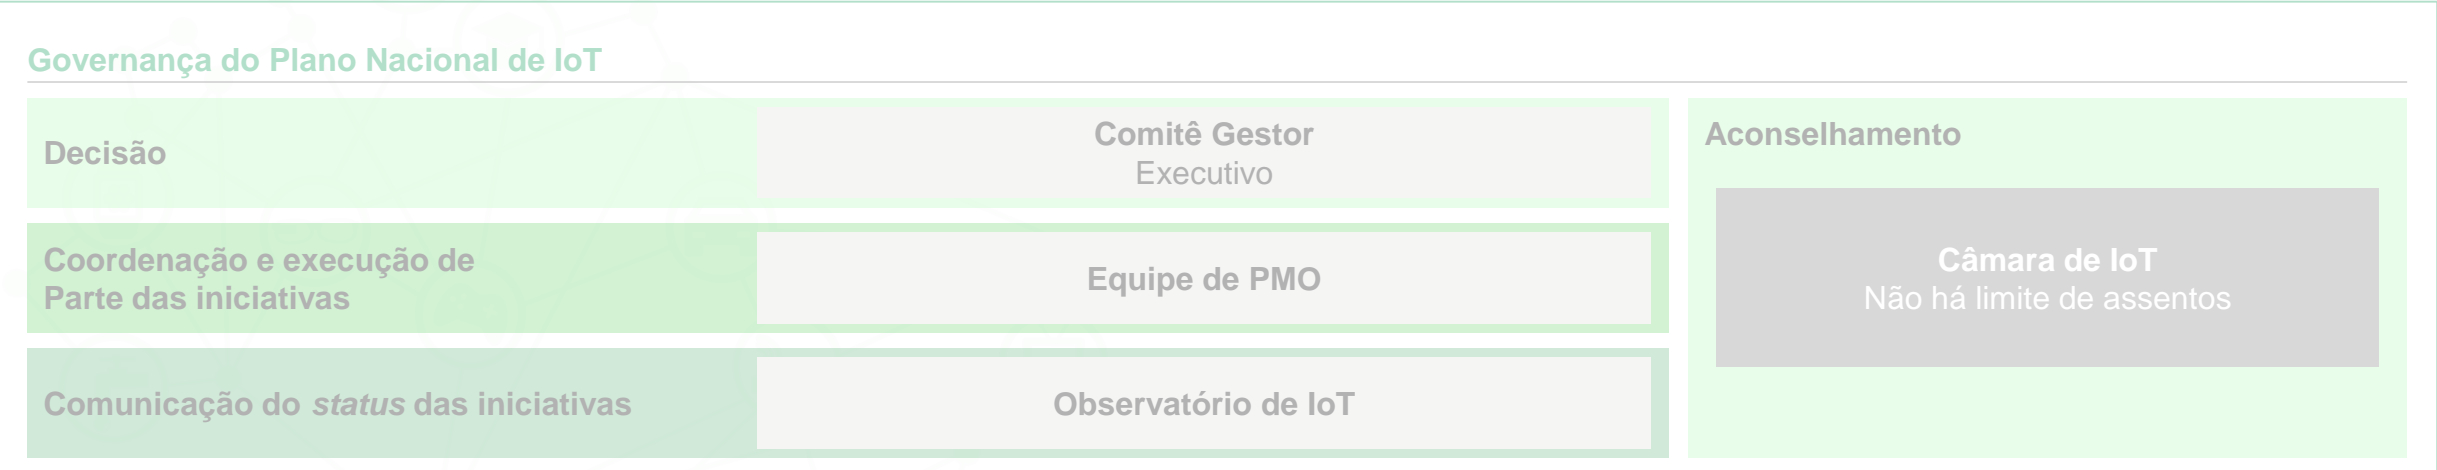 Governança do Plano Nacional de IoT
Decisão
Comitê Gestor
Executivo
Coordenação e execução de
Parte das iniciativas
Equipe de PMO
Comunicação do status das iniciativas
Observatório de IoT
Aconselhamento
Câmara de IoT
Não há limite de assentos